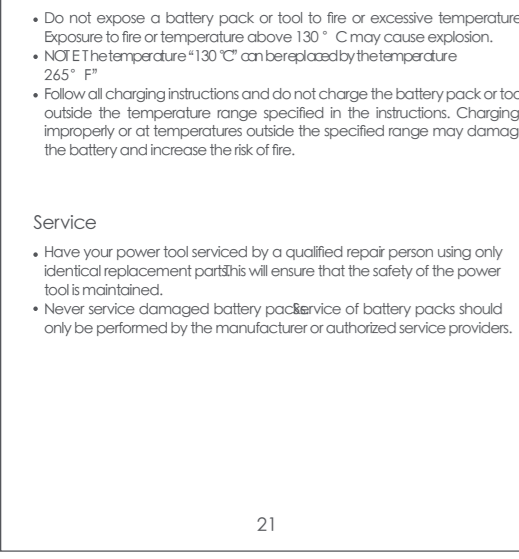 • Do not expose a battery pack or tool to fire or excessive temperature
Exposure to fire or temperature above 130 ° C may cause explosion.
• NOTE The temperature “130 °C” can be replaced by the temperature
265° F”
• Follow all charging instructions and do not charge the battery pack or too
outside the temperature range specified in the instructions. Charging
improperly or at temperatures outside the specified range may damag
the battery and increase the risk of fire.
Service
• Have your power tool serviced by a qualified repair person using only
identical replacement parts.This will ensure that the safety of the power
tool is maintained.
• Never service damaged battery packs.Service of battery packs should
only be performed by the manufacturer or authorized service providers.
21